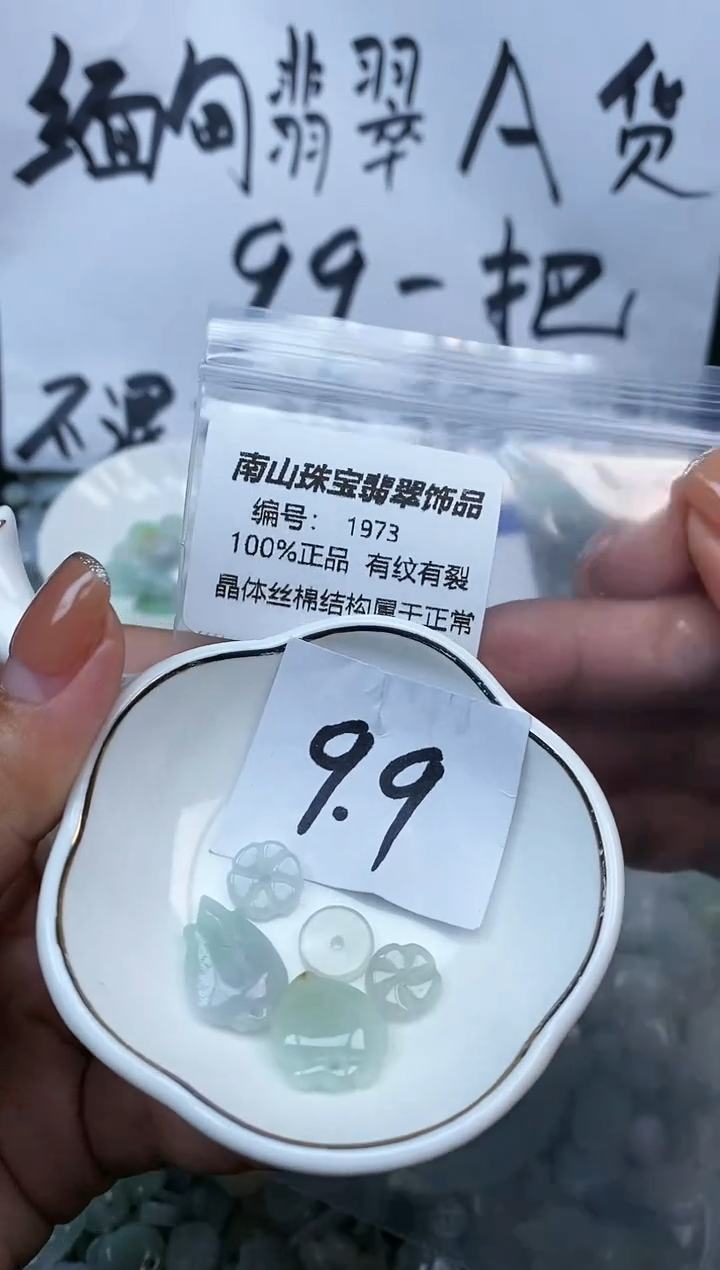 缅甸翡翠A货
99一把
不退
南山珠宝翡翠饰品
编号: 1973
100%正品 有纹有裂
晶体丝棉结构属于正常
9.9